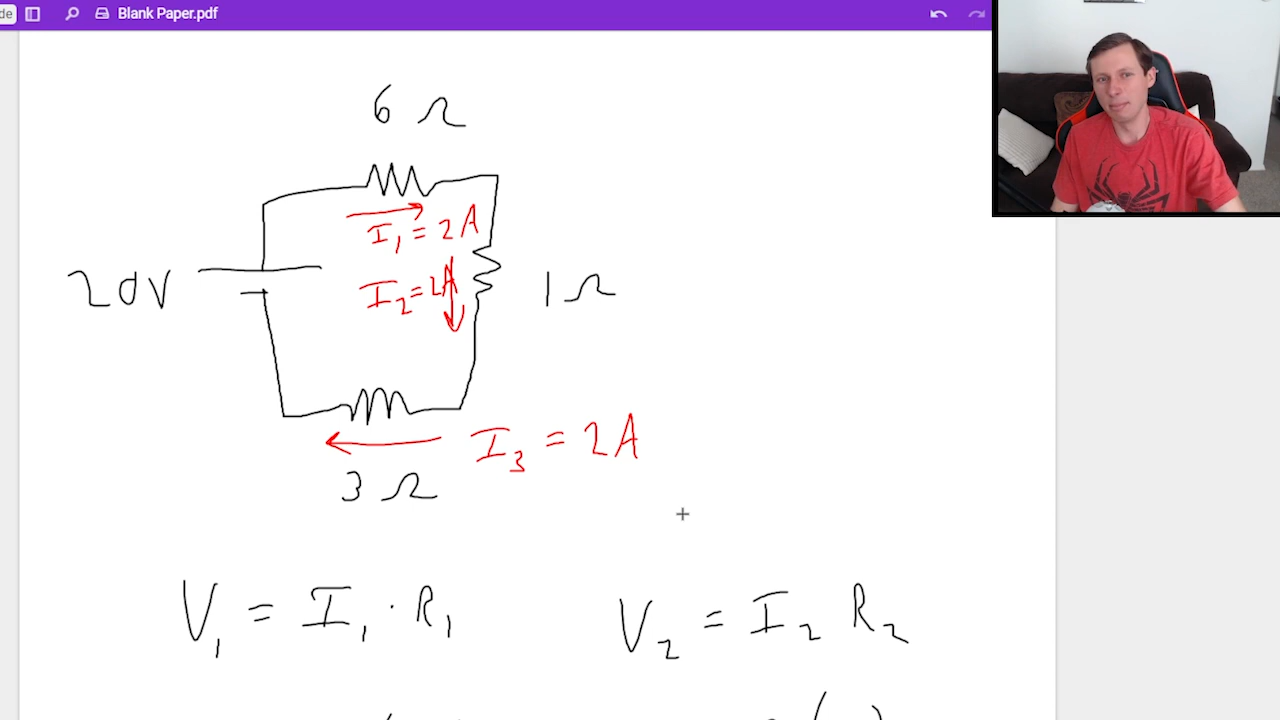 de
Blank Paper.pdf
6 Ω
I₁ = 2A
20V
I₂ = 2A
1 Ω
I₃ = 2A
3 Ω
V₁ = I₁ · R₁
V₂ = I₂ R₂